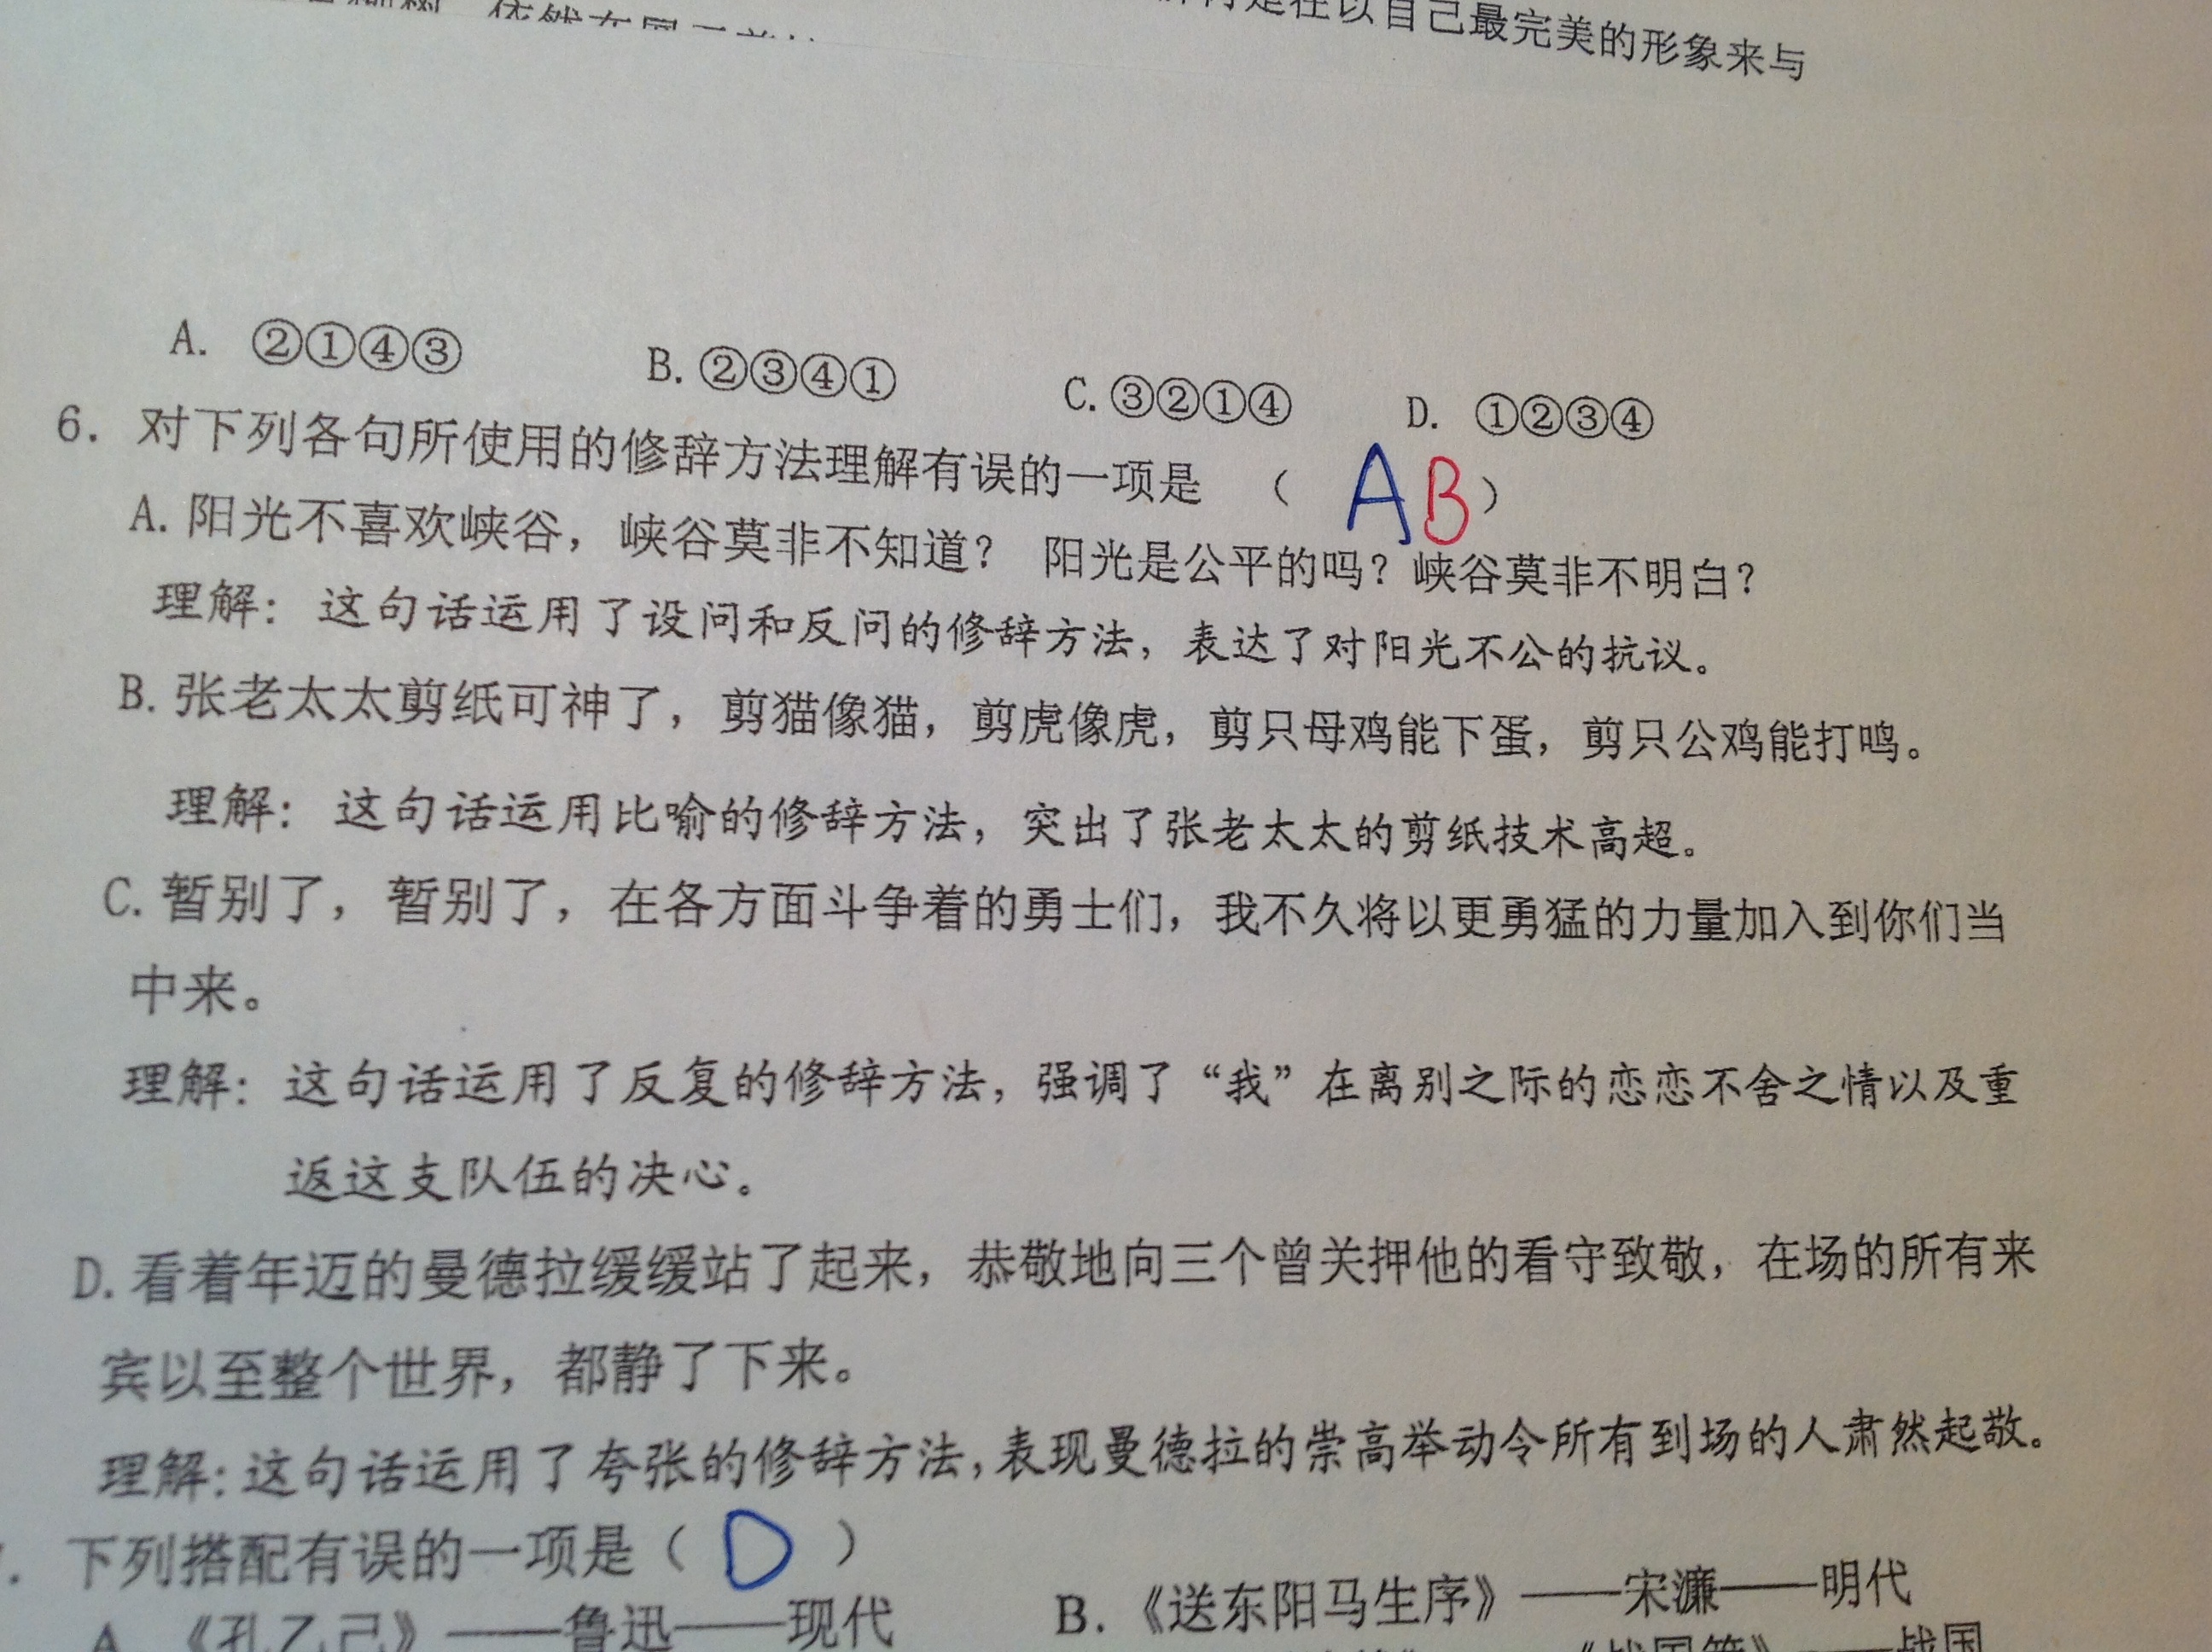 是在以自己最完美的形象来与
A. ②①④③ B. ②③④① C. ③②①④ D. ①②③④
6. 对下列各句所使用的修辞方法理解有误的一项是 ( A B )
A. 阳光不喜欢峡谷，峡谷莫非不知道？ 阳光是公平的吗？峡谷莫非不明白？
理解：这句话运用了设问和反问的修辞方法，表达了对阳光不公的抗议。
B. 张老太太剪纸可神了，剪猫像猫，剪虎像虎，剪只母鸡能下蛋，剪只公鸡能打鸣。
理解：这句话运用比喻的修辞方法，突出了张老太太的剪纸技术高超。
C. 暂别了，暂别了，在各方面斗争着的勇士们，我不久将以更勇猛的力量加入到你们当
中来。
理解：这句话运用了反复的修辞方法，强调了“我”在离别之际的恋恋不舍之情以及重
返这支队伍的决心。
D. 看着年迈的曼德拉缓缓站了起来，恭敬地向三个曾关押他的看守致敬，在场的所有来
宾以至整个世界，都静了下来。
理解：这句话运用了夸张的修辞方法，表现曼德拉的崇高举动令所有到场的人肃然起敬。
. 下列搭配有误的一项是（ D ）
A. 《孔乙己》——鲁迅——现代 B. 《送东阳马生序》——宋濂——明代
《战国策》——战国